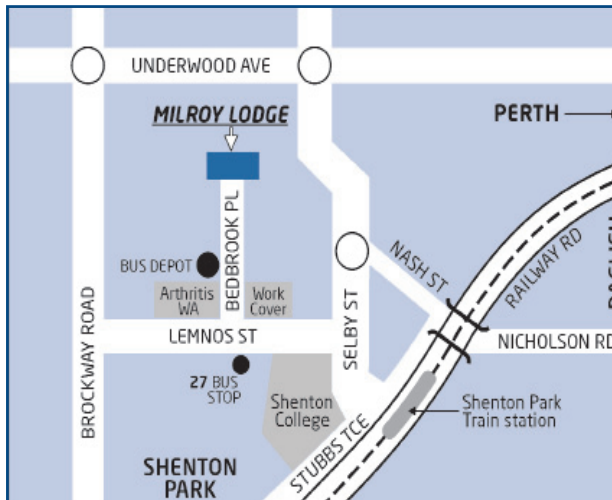 UNDERWOOD AVE
MILROY LODGE
PERTH
BEDBROOK PL
NASH ST
RAILWAY RD
BUS DEPOT
Arthritis
WA
Work
Cover
BROCKWAY ROAD
LEMNOS ST
SELBY ST
NICHOLSON RD
27 BUS
STOP
Shenton
College
Shenton Park
Train station
STUBBS TCE
SHENTON
PARK